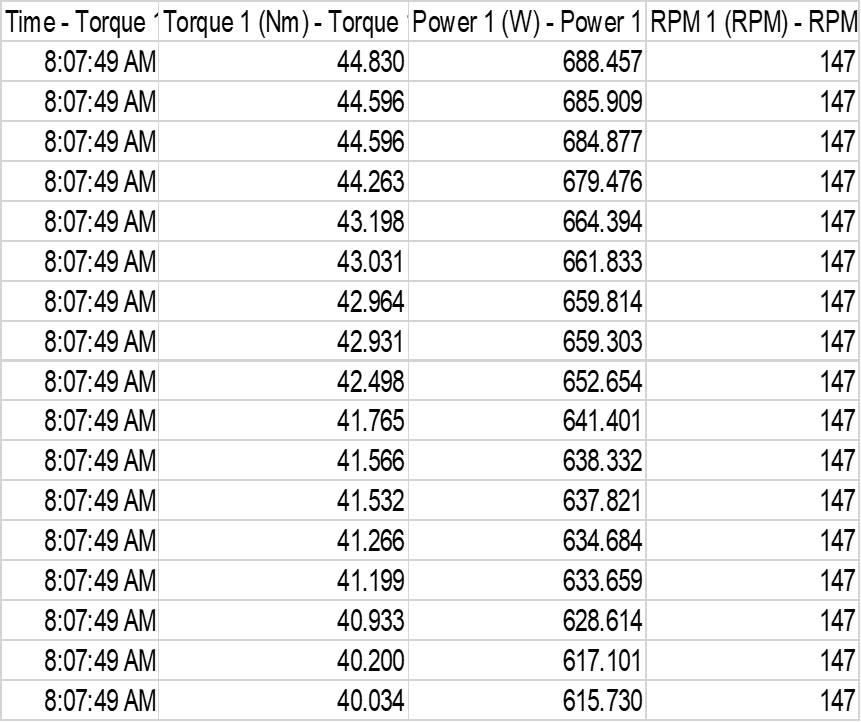 Time - Torque 1 Torque 1 (Nm) - Torque Power 1 (W) - Power 1 RPM 1 (RPM) - RPM
8:07:49 AM 44.830 688.457 147
8:07:49 AM 44.596 685.909 147
8:07:49 AM 44.596 684.877 147
8:07:49 AM 44.263 679.476 147
8:07:49 AM 43.198 664.394 147
8:07:49 AM 43.031 661.833 147
8:07:49 AM 42.964 659.814 147
8:07:49 AM 42.931 659.303 147
8:07:49 AM 42.498 652.654 147
8:07:49 AM 41.765 641.401 147
8:07:49 AM 41.566 638.332 147
8:07:49 AM 41.532 637.821 147
8:07:49 AM 41.266 634.684 147
8:07:49 AM 41.199 633.659 147
8:07:49 AM 40.933 628.614 147
8:07:49 AM 40.200 617.101 147
8:07:49 AM 40.034 615.730 147